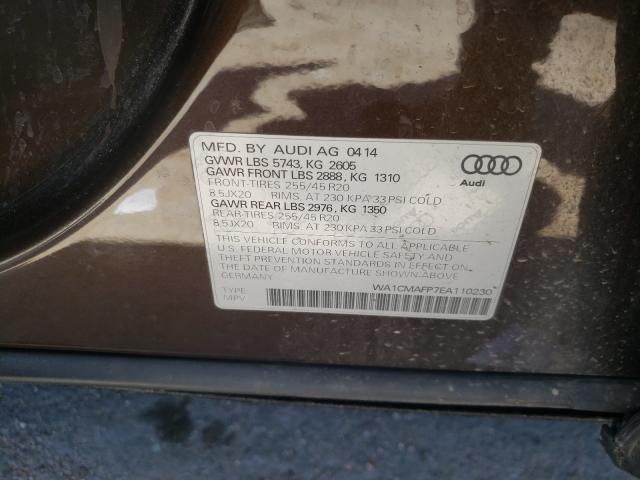 MFD. BY AUDI AG 0414
GVWR LBS 5743, KG 2605
GAWR FRONT LBS 2888, KG 1310
FRONT-TIRES 255/45 R20
8.5JX20 RIMS. AT 230 KPA 33 PSI COLD
GAWR REAR LBS 2976, KG 1350
REAR-TIRES 255/45 R20
8.5JX20 RIMS. AT 230 KPA 33 PSI COLD
THIS VEHICLE CONFORMS TO ALL APPLICABLE
U.S. FEDERAL MOTOR VEHICLE SAFETY AND
THEFT PREVENTION STANDARDS IN EFFECT ON
THE DATE OF MANUFACTURE SHOWN ABOVE.
GERMANY
TYPE
MPV
WA1CMAFP7EA110230
Audi